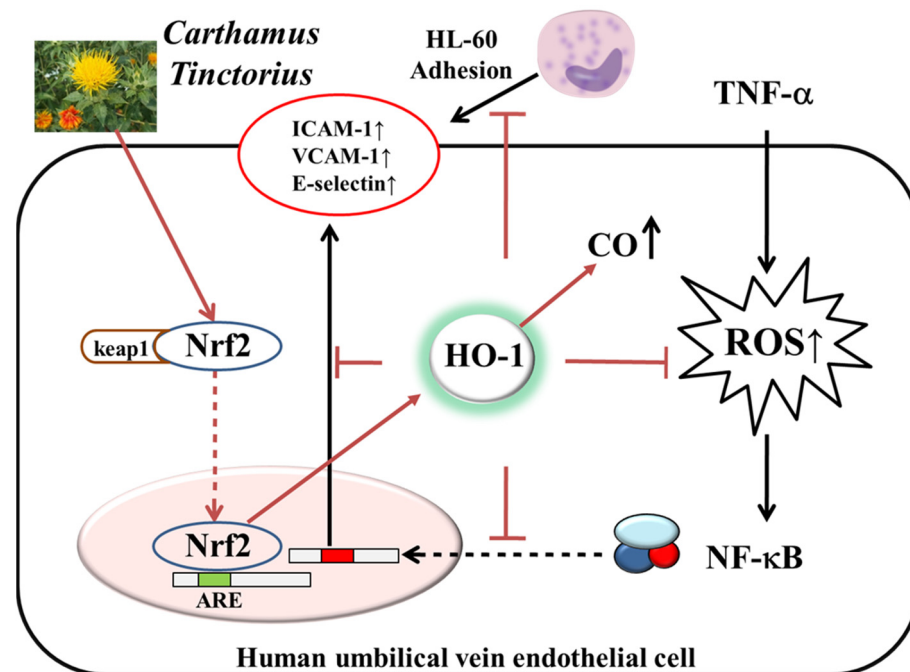 Carthamus
Tinctorius
HL-60
Adhesion
TNF-α
ICAM-1↑
VCAM-1↑
E-selectin↑
CO↑
keap1
Nrf2
HO-1
ROS↑
Nrf2
ARE
NF-κB
Human umbilical vein endothelial cell